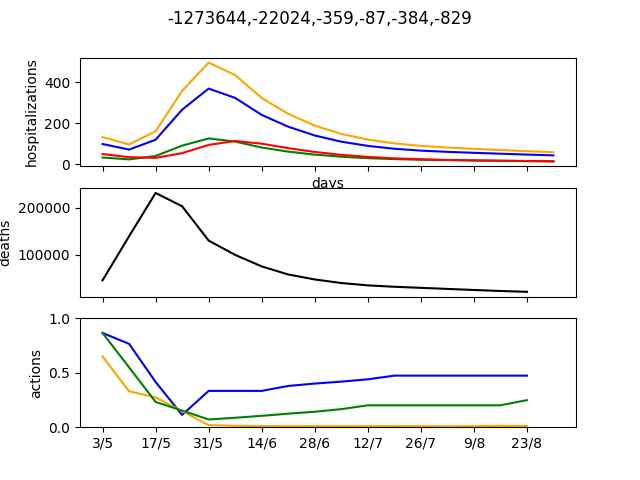 -1273644,-22024,-359,-87,-384,-829
hospitalizations
400
200
0
days
deaths
200000
100000
actions
1.0
0.5
0.0
3/5 17/5 31/5 14/6 28/6 12/7 26/7 9/8 23/8